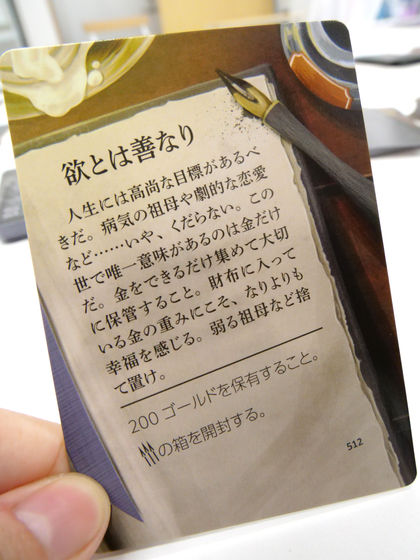 欲とは善なり
人生には高尚な目標があるべ
きだ。病気の祖母や劇的な恋愛
など……いや、くだらない。この
世で唯一意味があるのは金だけ
だ。金をできるだけ集めて大切
に保管すること。財布に入って
いる金の重みにこそ、なりよりも
幸福を感じる。弱る祖母など捨
て置け。
200 ゴールドを保有すること。
の箱を開封する。
512